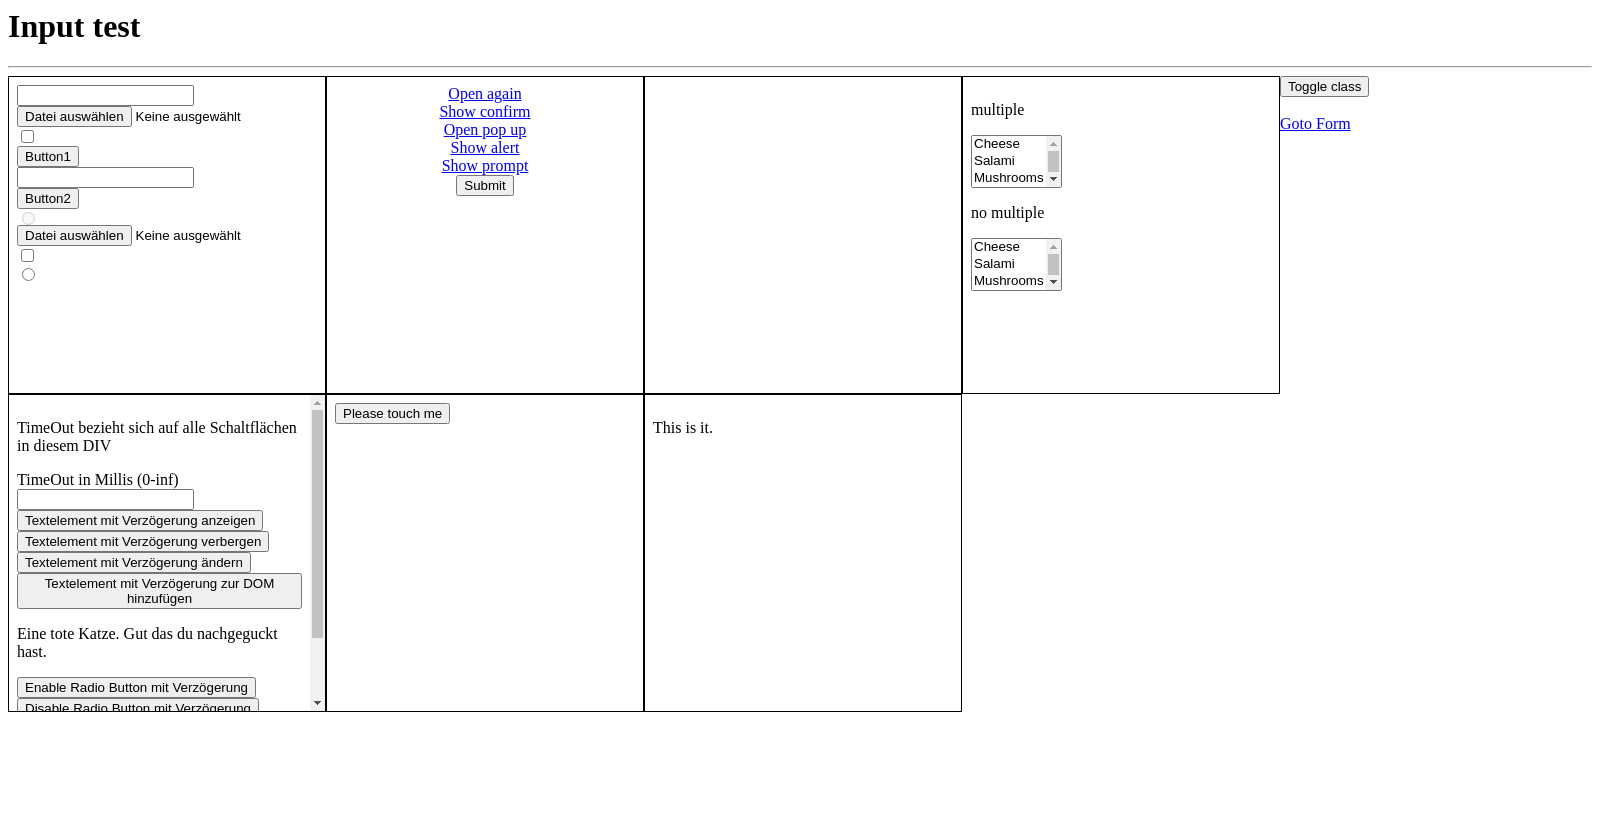 Input test
Datei auswählen Keine ausgewählt
Button1
Button2
Datei auswählen Keine ausgewählt
Open again
Show confirm
Open pop up
Show alert
Show prompt
Submit
multiple
Cheese
Salami
Mushrooms
no multiple
Cheese
Salami
Mushrooms
Toggle class
Goto Form
TimeOut bezieht sich auf alle Schaltflächen
in diesem DIV
TimeOut in Millis (0-inf)
Textelement mit Verzögerung anzeigen
Textelement mit Verzögerung verbergen
Textelement mit Verzögerung ändern
Textelement mit Verzögerung zur DOM
hinzufügen
Eine tote Katze. Gut das du nachgeguckt
hast.
Enable Radio Button mit Verzögerung
Disable Radio Button mit Verzögerung
Please touch me
This is it.